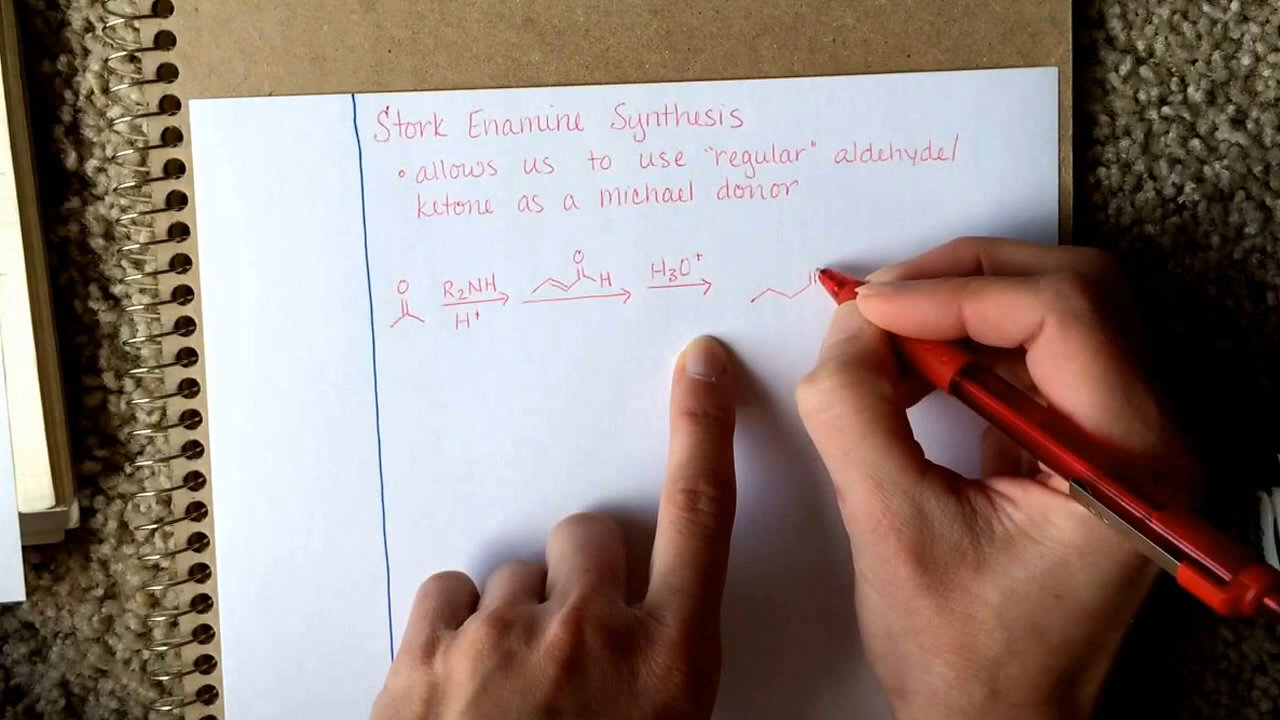 Stork Enamine Synthesis
• allows us to use "regular" aldehyde/
ketone as a michael donor
O R₂NH O H H₃O⁺
H⁺